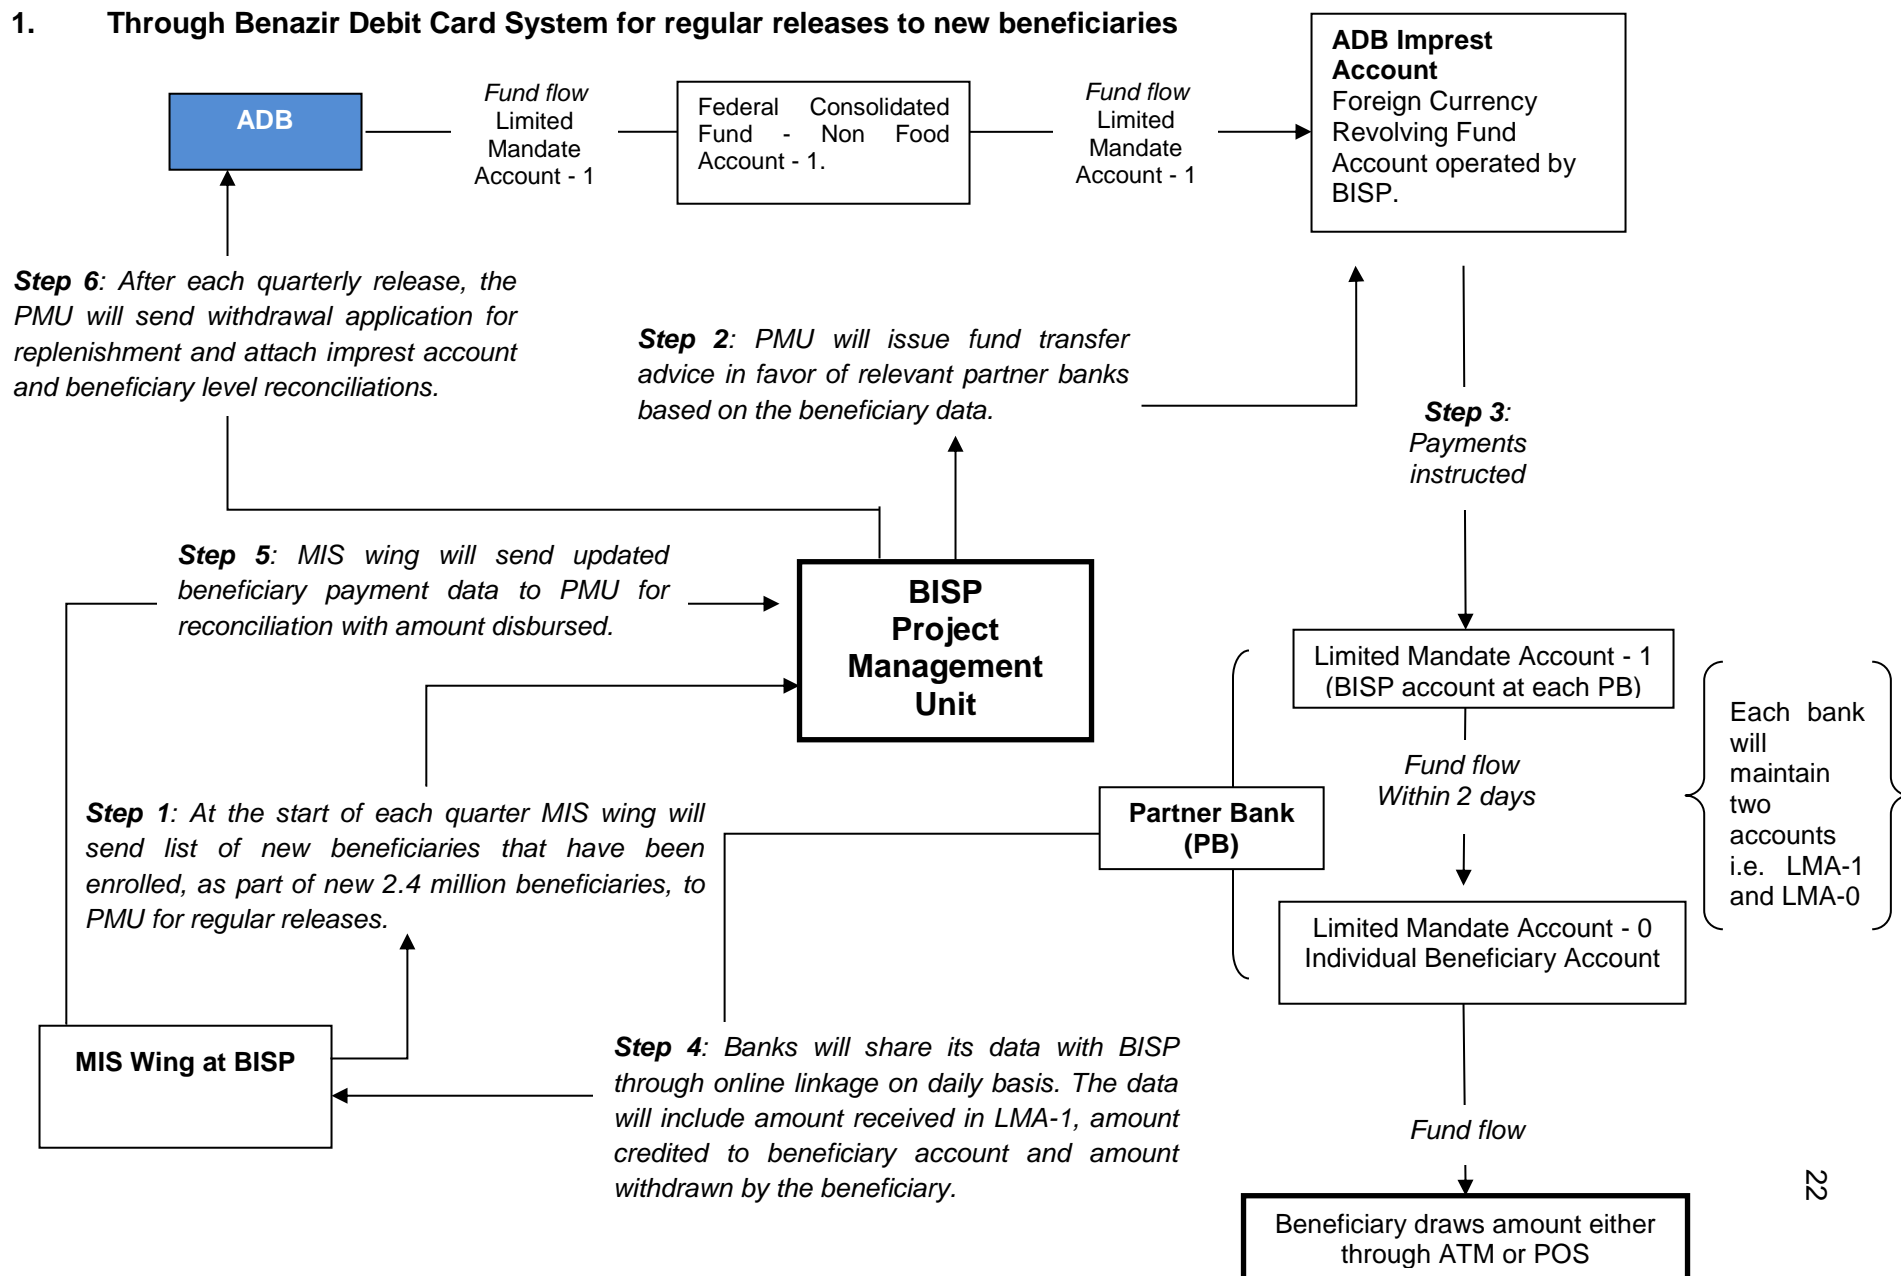 1. Through Benazir Debit Card System for regular releases to new beneficiaries
ADB
Fund flow
Limited
Mandate
Account - 1
Federal Consolidated
Fund - Non Food
Account - 1.
Fund flow
Limited
Mandate
Account - 1
ADB Imprest
Account
Foreign Currency
Revolving Fund
Account operated by
BISP.
Step 6: After each quarterly release, the
PMU will send withdrawal application for
replenishment and attach imprest account
and beneficiary level reconciliations.
Step 2: PMU will issue fund transfer
advice in favor of relevant partner banks
based on the beneficiary data.
Step 3:
Payments
instructed
Step 5: MIS wing will send updated
beneficiary payment data to PMU for
reconciliation with amount disbursed.
BISP
Project
Management
Unit
Limited Mandate Account - 1
(BISP account at each PB)
Fund flow
Within 2 days
Each bank
will
maintain
two
accounts
i.e. LMA-1
and LMA-0
Partner Bank
(PB)
Step 1: At the start of each quarter MIS wing will
send list of new beneficiaries that have been
enrolled, as part of new 2.4 million beneficiaries, to
PMU for regular releases.
Limited Mandate Account - 0
Individual Beneficiary Account
MIS Wing at BISP
Step 4: Banks will share its data with BISP
through online linkage on daily basis. The data
will include amount received in LMA-1, amount
credited to beneficiary account and amount
withdrawn by the beneficiary.
Fund flow
Beneficiary draws amount either
through ATM or POS
22